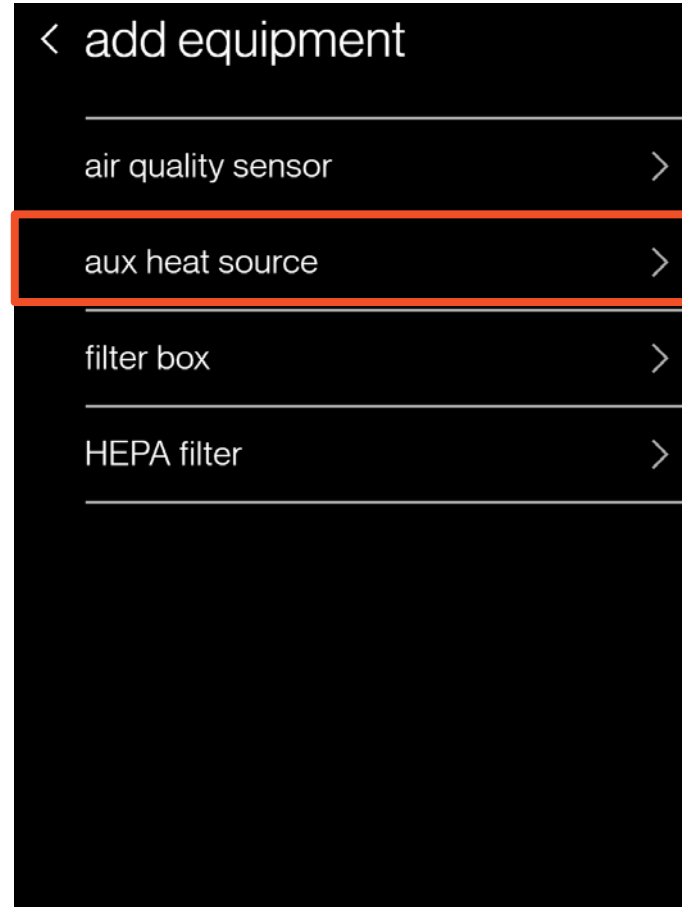 add equipment
air quality sensor
aux heat source
filter box
HEPA filter